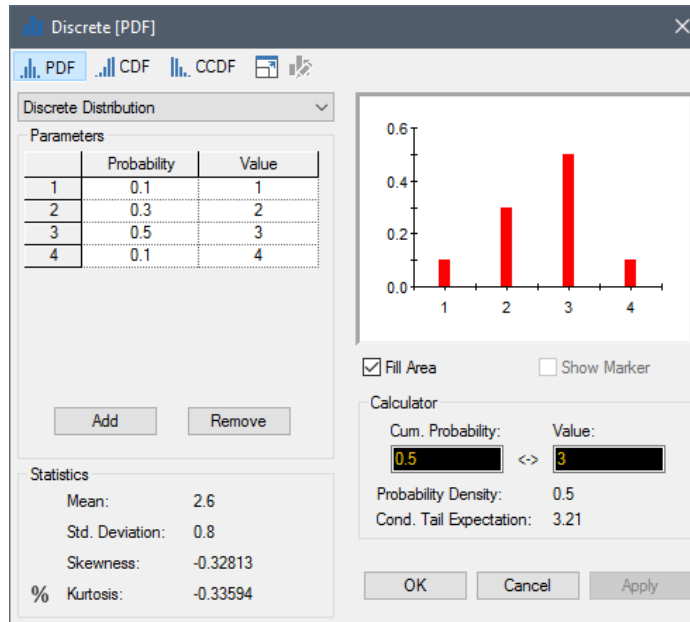 Discrete [PDF]
PDF CDF CCDF
Discrete Distribution
Parameters
Probability Value
1 0.1 1
2 0.3 2
3 0.5 3
4 0.1 4
Add Remove
Statistics
Mean: 2.6
Std. Deviation: 0.8
Skewness: -0.32813
% Kurtosis: -0.33594
0.6
0.4
0.2
0.0
1 2 3 4
Fill Area Show Marker
Calculator
Cum. Probability: Value:
0.5 <-> 3
Probability Density: 0.5
Cond. Tail Expectation: 3.21
OK Cancel Apply